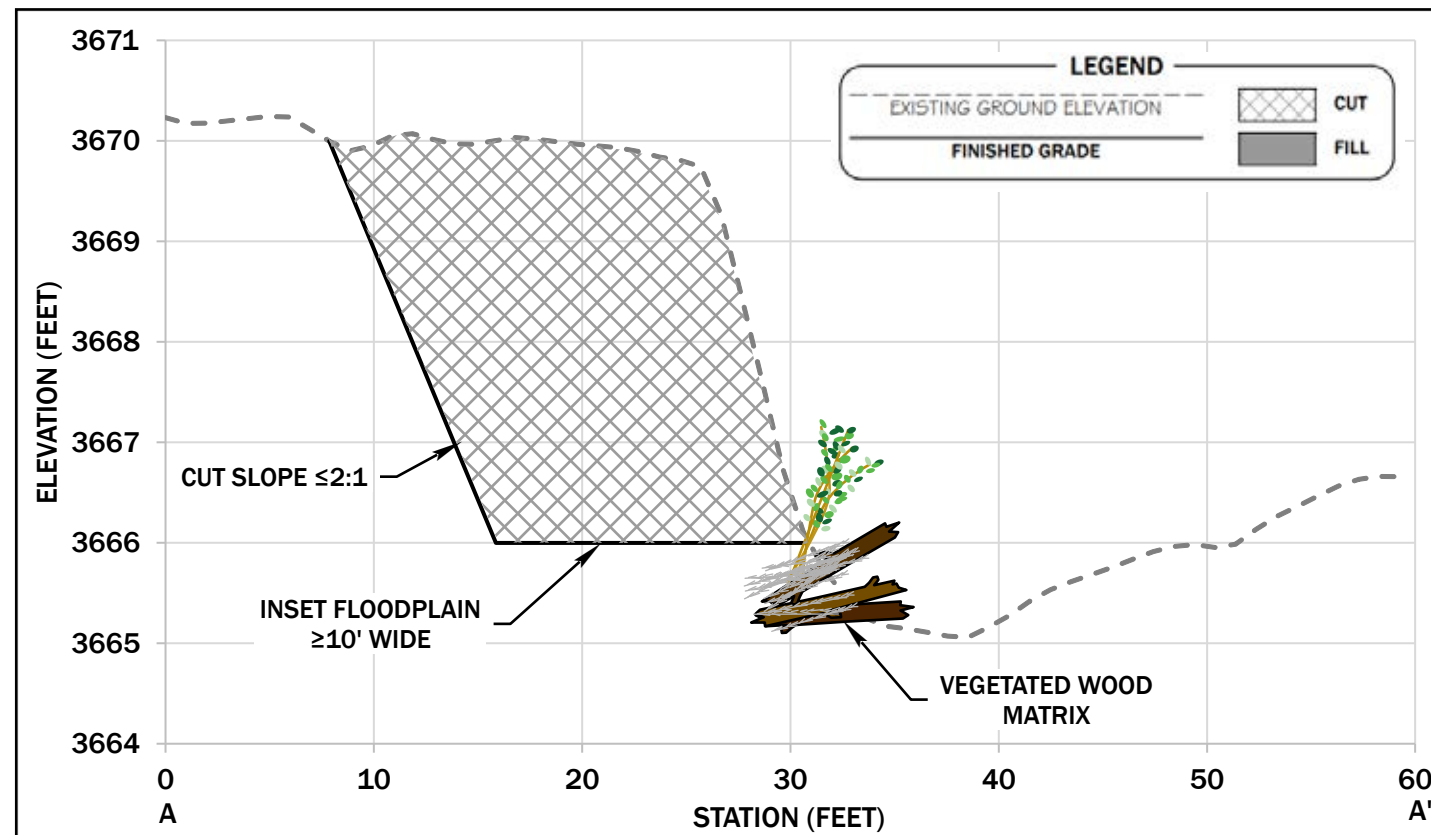 3671
3670
3669
3668
3667
3666
3665
3664
ELEVATION (FEET)
LEGEND
EXISTING GROUND ELEVATION
FINISHED GRADE
CUT
FILL
CUT SLOPE ≤2:1
INSET FLOODPLAIN
≥10' WIDE
VEGETATED WOOD
MATRIX
0 10 20 30 40 50 60
A STATION (FEET) A'